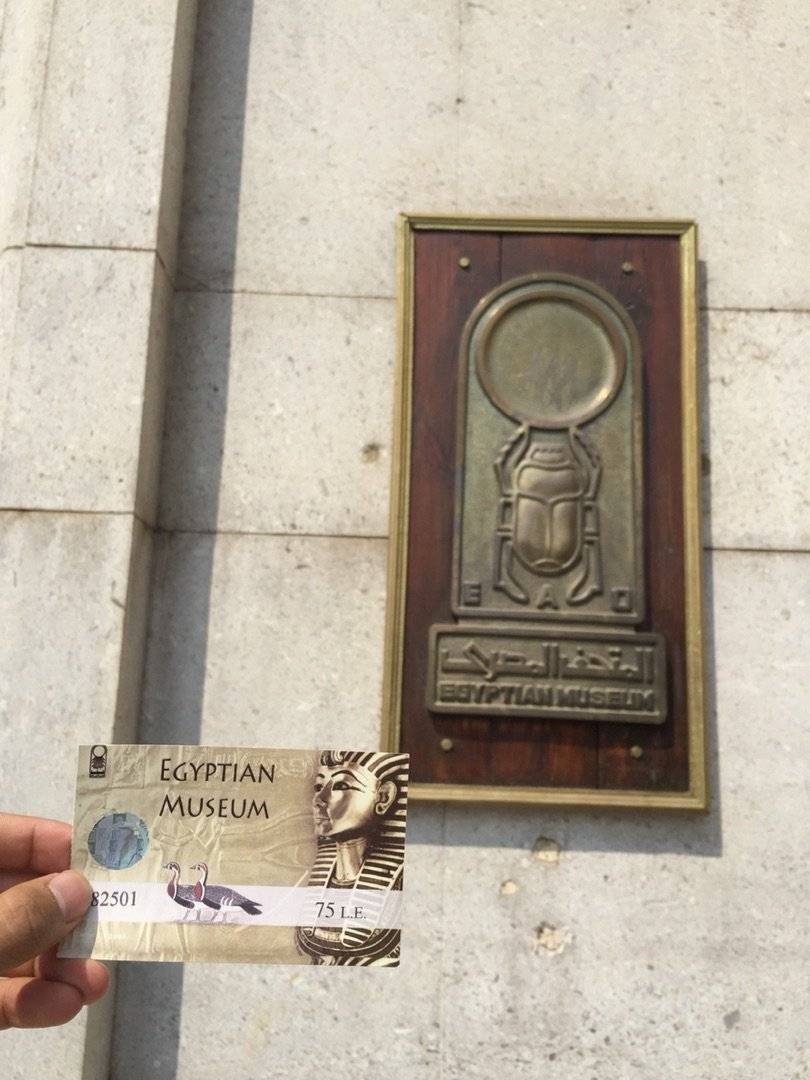 E A O
المتحف المصرى
EGYPTIAN MUSEUM
EGYPTIAN
MUSEUM
82501
75 L.E.